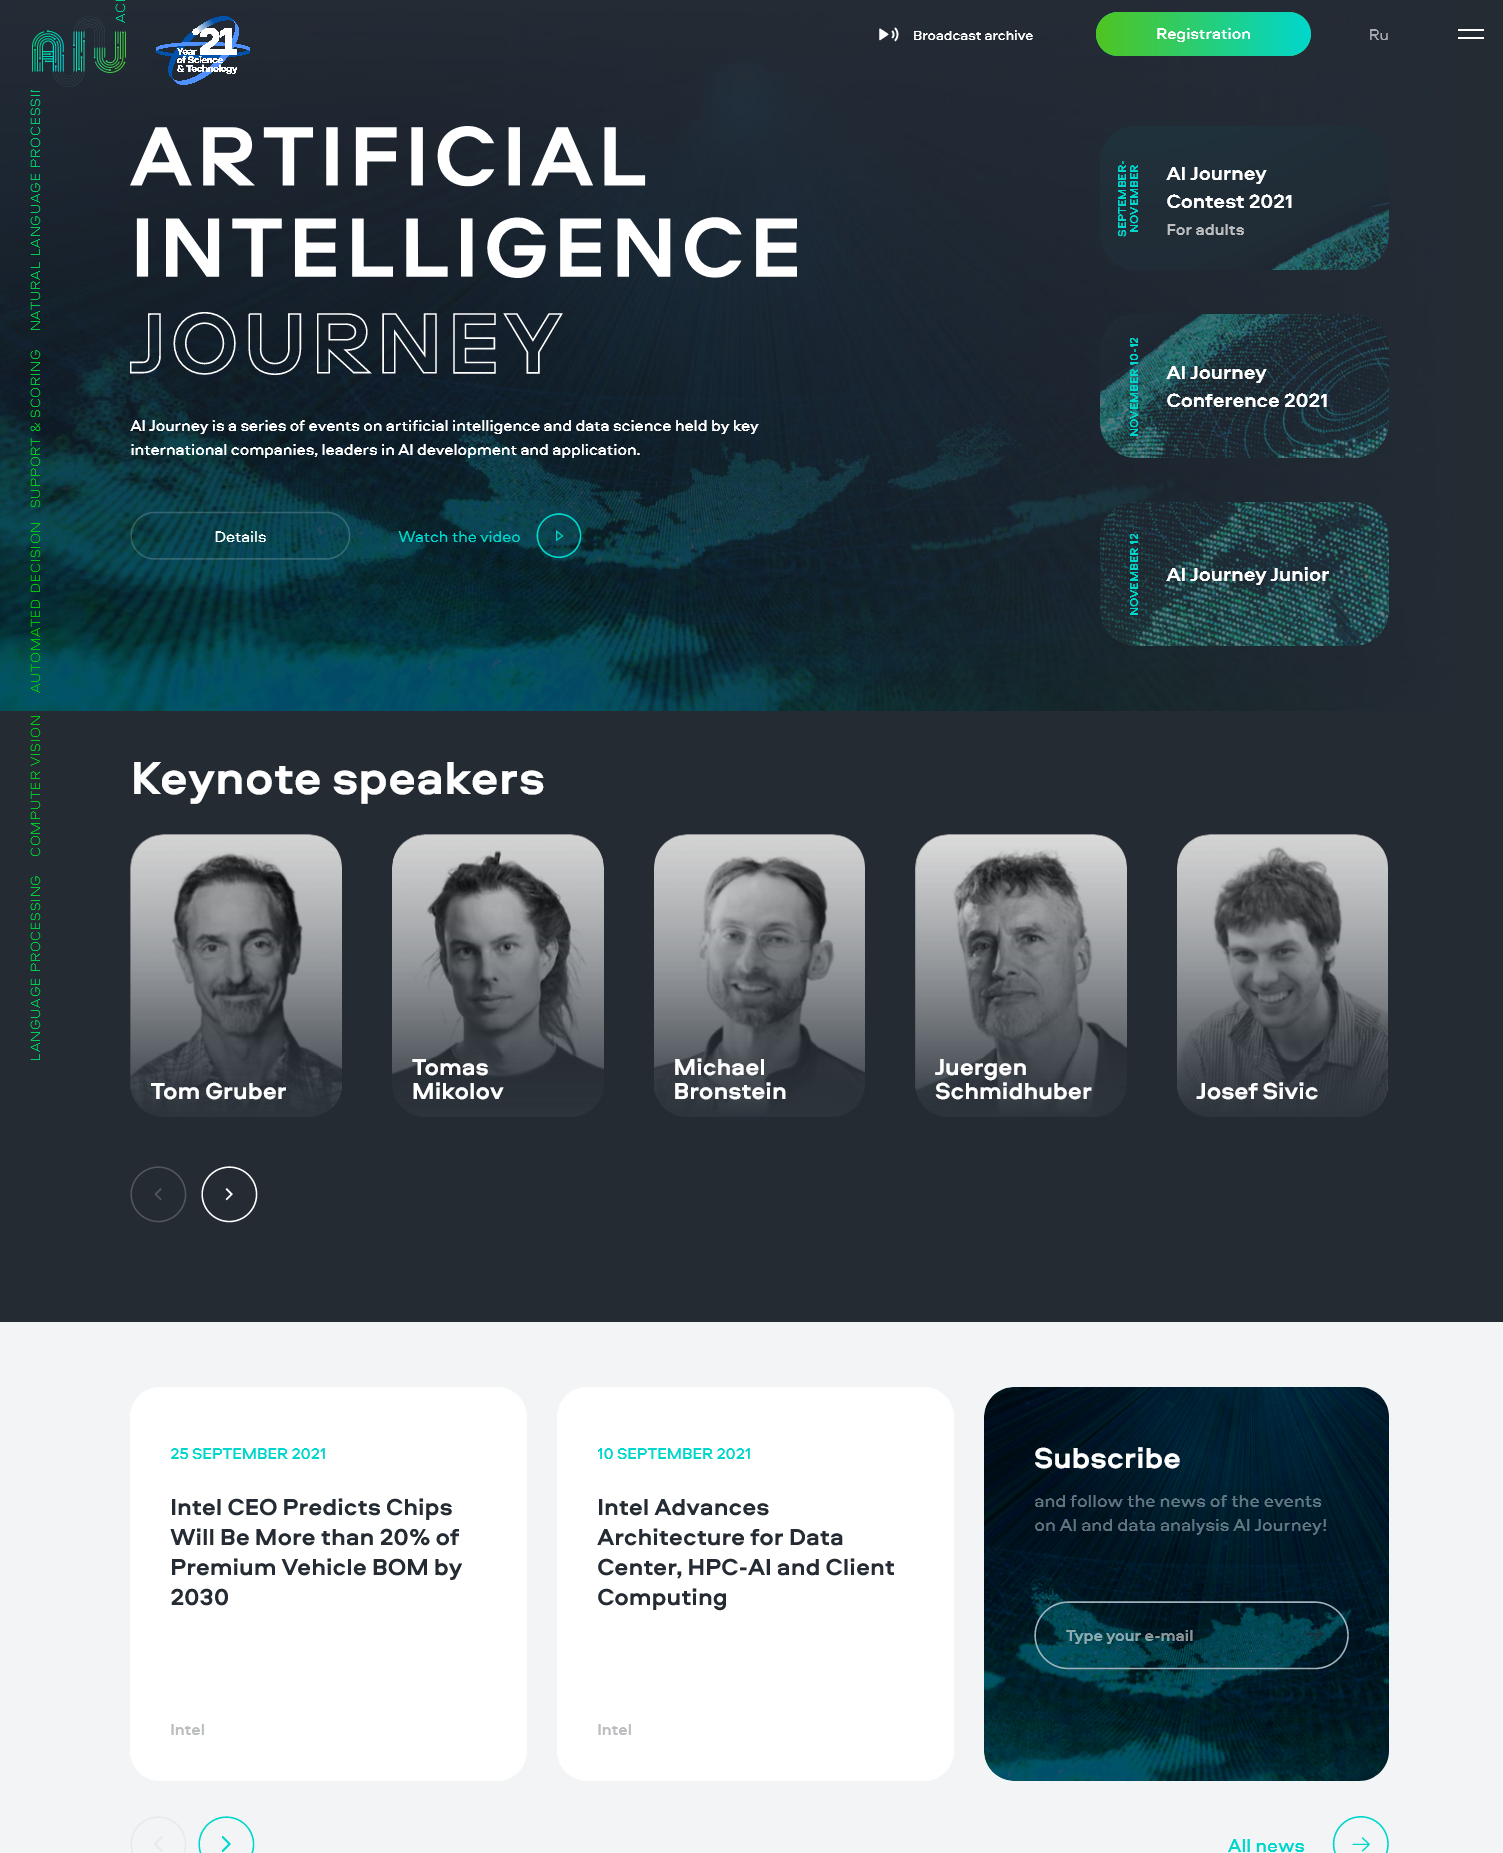 AIJ
Year 21
of Science
& Technology
Broadcast archive
Registration
Ru
NATURAL LANGUAGE
SUPPORT & SCORING
AUTOMATED DECISION
COMPUTER VISION
LANGUAGE PROCESSING
ARTIFICIAL
INTELLIGENCE
JOURNEY
AI Journey is a series of events on artificial intelligence and data science held by key
international companies, leaders in AI development and application.
Details
Watch the video
SEPTEMBER-
NOVEMBER
AI Journey
Contest 2021
For adults
NOVEMBER 10-12
AI Journey
Conference 2021
NOVEMBER 12
AI Journey Junior
Keynote speakers
Tom Gruber
Tomas
Mikolov
Michael
Bronstein
Juergen
Schmidhuber
Josef Sivic
25 SEPTEMBER 2021
Intel CEO Predicts Chips
Will Be More than 20% of
Premium Vehicle BOM by
2030
Intel
10 SEPTEMBER 2021
Intel Advances
Architecture for Data
Center, HPC-AI and Client
Computing
Intel
Subscribe
and follow the news of the events
on AI and data analysis AI Journey!
Type your e-mail
All news